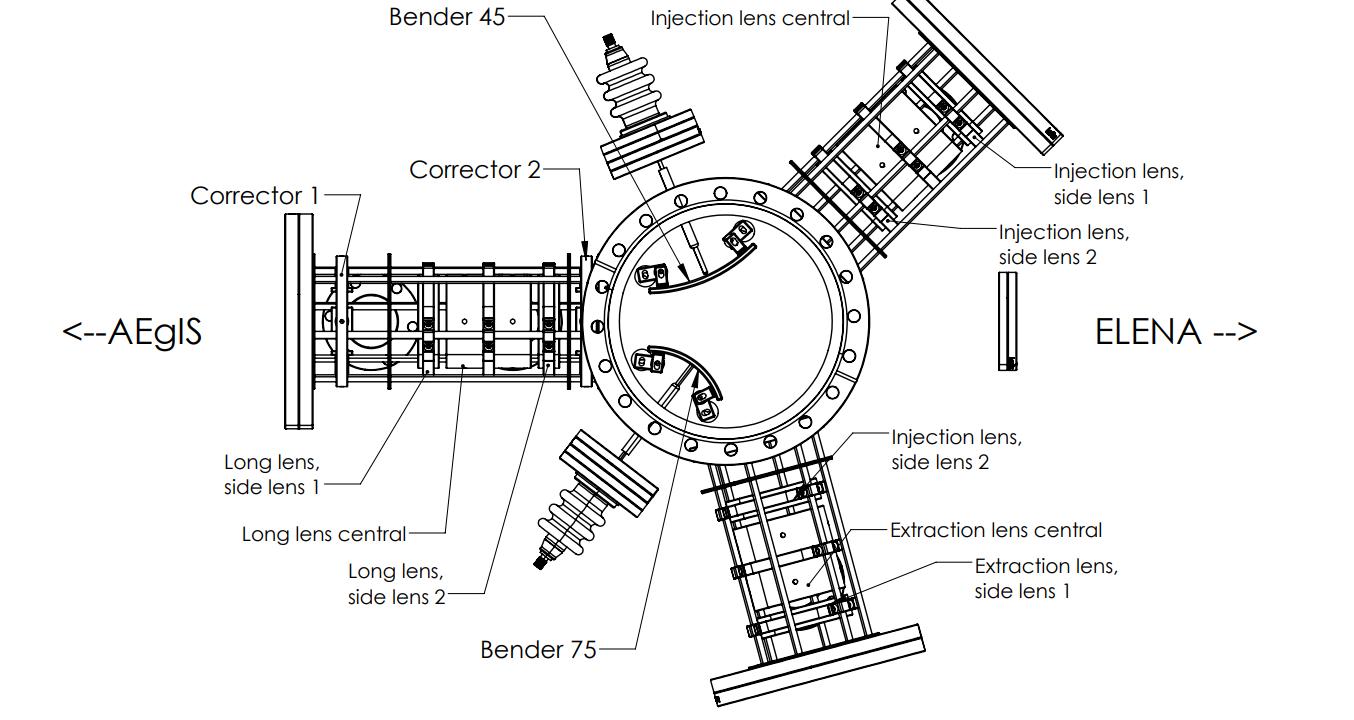 Bender 45
Injection lens central
Corrector 2
Corrector 1
Injection lens,
side lens 1
Injection lens,
side lens 2
<--AEgIS
ELENA -->
Long lens,
side lens 1
Injection lens,
side lens 2
Long lens central
Extraction lens central
Long lens,
side lens 2
Extraction lens,
side lens 1
Bender 75